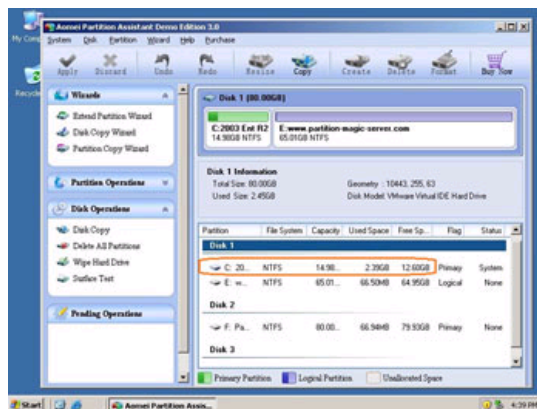 Aomei Partition Assistant Demo Edition 3.0
My Com
System Disk Partition Wizard Help Purchase
Apply Discard Undo Redo Resize Copy Create Delete Format Buy Now
Recycle
Wizards
Extend Partition Wizard
Disk Copy Wizard
Partition Copy Wizard
Partition Operations
Disk Operations
Disk Copy
Delete All Partitions
Wipe Hard Drive
Surface Test
Pending Operations
Disk 1 (80.00GB)
C:2003 Ent R2
14.98GB NTFS
E:www.partition-magic-server.com
65.01GB NTFS
Disk 1 Information
Total Size: 80.00GB Geometry : 10443, 255, 63
Used Size: 2.45GB Disk Model: VMware Virtual IDE Hard Drive
Partition File System Capacity Used Space Free Sp... Flag Status
Disk 1
C: 20... NTFS 14.98... 2.39GB 12.60GB Primary System
E: w... NTFS 65.01... 66.50MB 64.95GB Logical None
Disk 2
F: Pa... NTFS 80.00... 66.94MB 79.93GB Primary None
Disk 3
Primary Partition Logical Partition Unallocated Space
Start Aomei Partition Assis... 4:29 PM